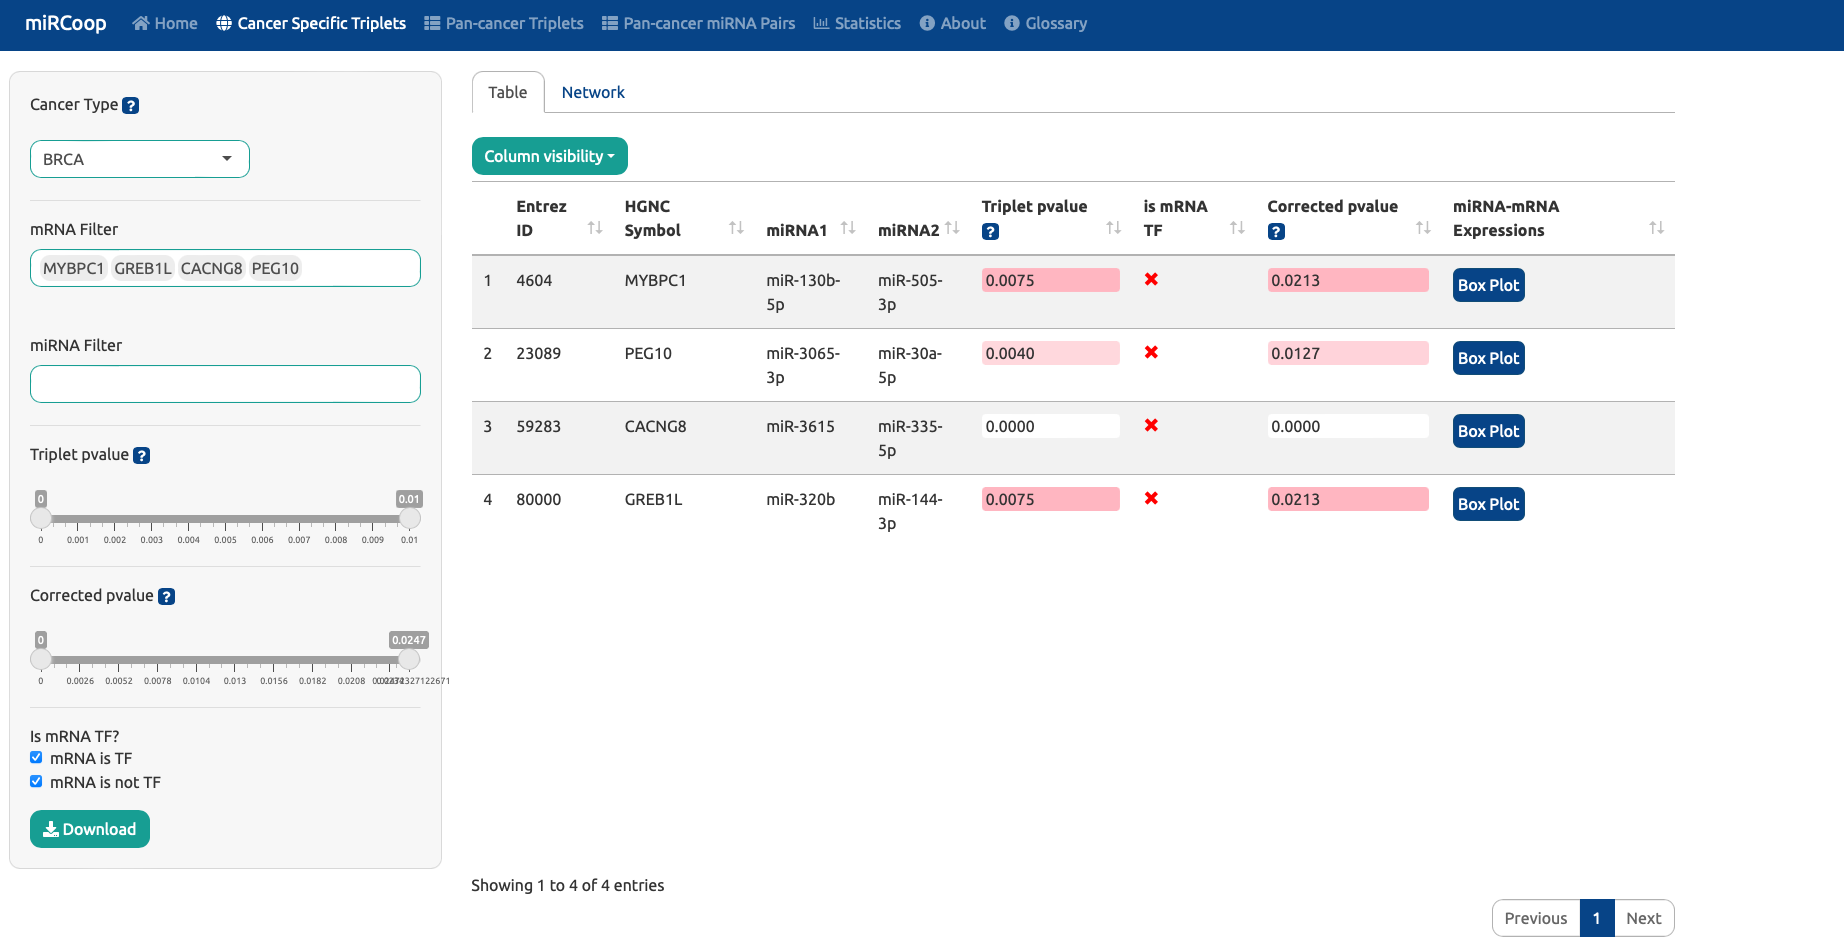 miRCoop Home Cancer Specific Triplets Pan-cancer Triplets Pan-cancer miRNA Pairs Statistics About Glossary
Cancer Type ?
BRCA
mRNA Filter
MYBPC1 GREB1L CACNG8 PEG10
miRNA Filter
Triplet pvalue ?
0 0.01
0 0.001 0.002 0.003 0.004 0.005 0.006 0.007 0.008 0.009 0.01
Corrected pvalue ?
0 0.0247
0 0.0026 0.0052 0.0078 0.0104 0.013 0.0156 0.0182 0.0208
Is mRNA TF?
mRNA is TF
mRNA is not TF
Download
Table Network
Column visibility
Entrez ID HGNC Symbol miRNA1 miRNA2 Triplet pvalue ? is mRNA TF Corrected pvalue ? miRNA-mRNA Expressions
1 4604 MYBPC1 miR-130b-5p miR-505-3p 0.0075 0.0213 Box Plot
2 23089 PEG10 miR-3065-3p miR-30a-5p 0.0040 0.0127 Box Plot
3 59283 CACNG8 miR-3615 miR-335-5p 0.0000 0.0000 Box Plot
4 80000 GREB1L miR-320b miR-144-3p 0.0075 0.0213 Box Plot
Showing 1 to 4 of 4 entries
Previous 1 Next